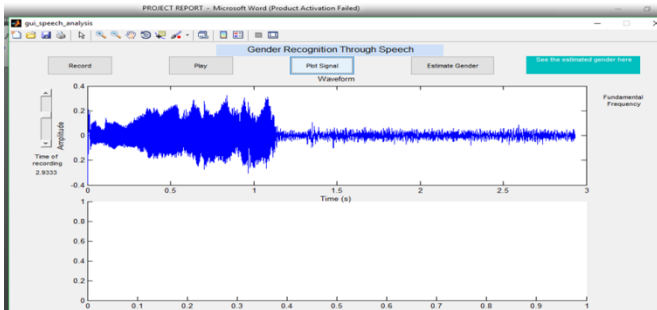 PROJECT REPORT - Microsoft Word (Product Activation Failed)
gui_speech_analysis
Gender Recognition Through Speech
Record
Play
Plot Signal
Estimate Gender
See the estimated gender here
Waveform
Fundamental
Frequency
Amplitude
Time of
recording
2.9333
0.4
0.2
0
0.2
-0.4
0 0.5 1 1.5 2 2.5 3
Time (s)
1
0.8
0.6
0.4
0.2
0
0 0.1 0.2 0.3 0.4 0.5 0.6 0.7 0.8 0.9 1